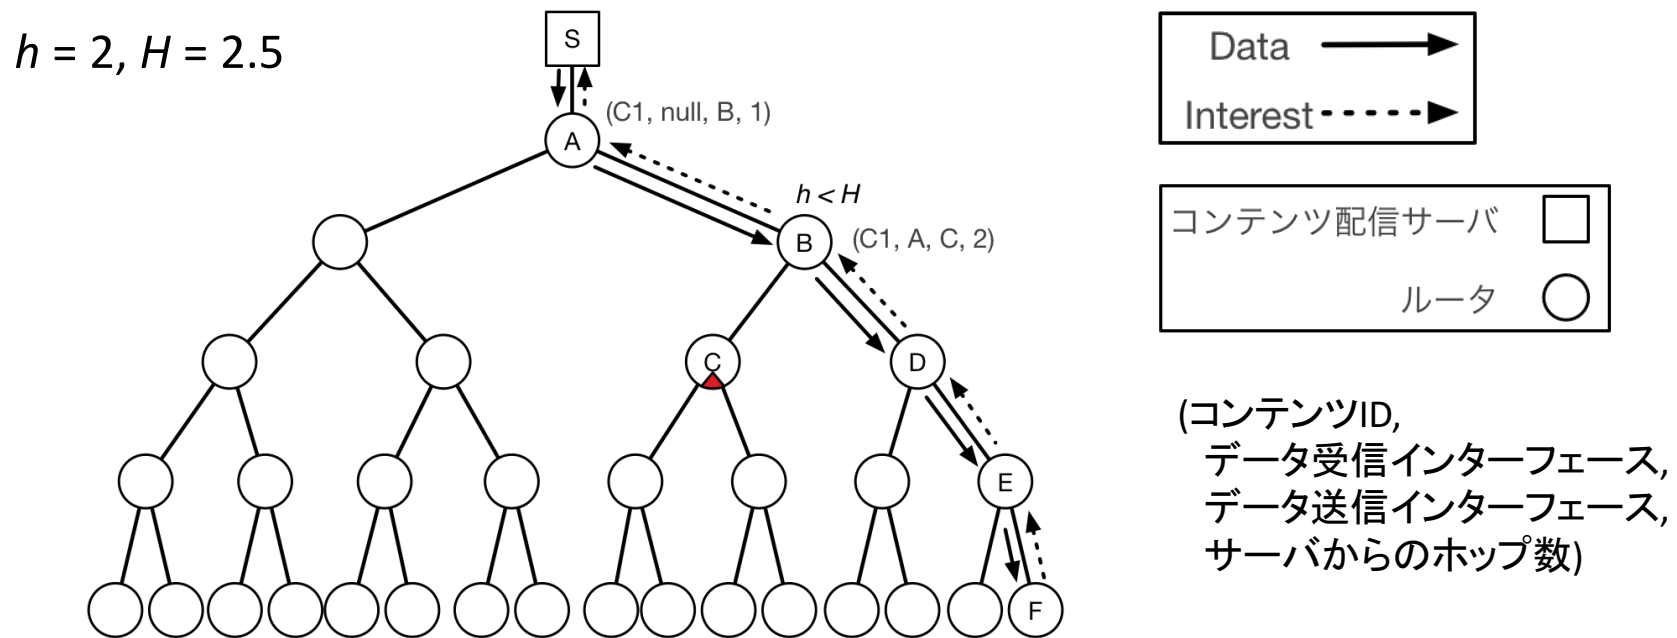 h = 2, H = 2.5
S
(C1, null, B, 1)
A
h < H
B
(C1, A, C, 2)
C
D
E
F
Data
Interest
コンテンツ配信サーバ
ルータ
(コンテンツID,
データ受信インターフェース,
データ送信インターフェース,
サーバからのホップ数)